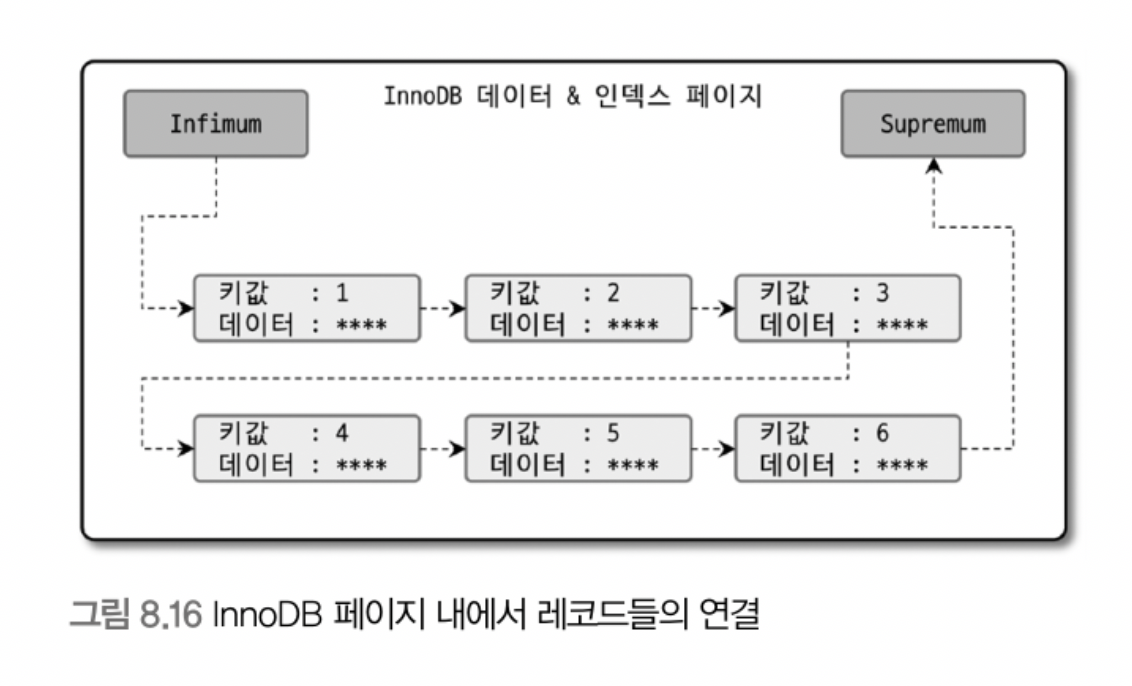 InnoDB 데이터 & 인덱스 페이지
Infimum
Supremum
키값 : 1
데이터 : ****
키값 : 2
데이터 : ****
키값 : 3
데이터 : ****
키값 : 4
데이터 : ****
키값 : 5
데이터 : ****
키값 : 6
데이터 : ****
그림 8.16 InnoDB 페이지 내에서 레코드들의 연결